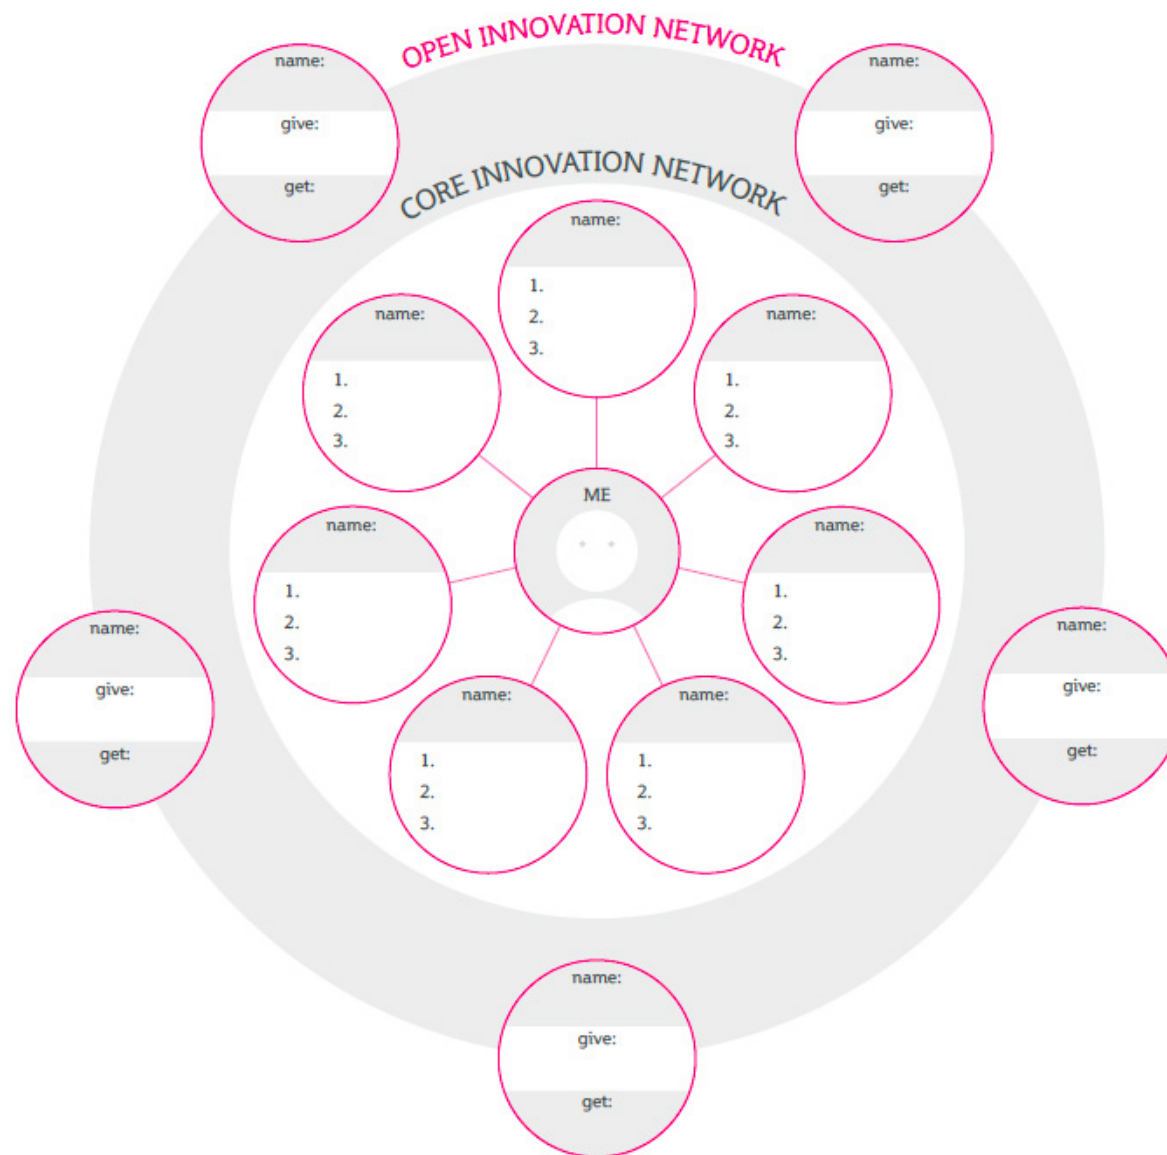 OPEN INNOVATION NETWORK
name:
give:
get:
name:
give:
get:
CORE INNOVATION NETWORK
name:
1.
2.
3.
name:
1.
2.
3.
name:
1.
2.
3.
ME
name:
1.
2.
3.
name:
1.
2.
3.
name:
1.
2.
3.
name:
1.
2.
3.
name:
give:
get:
name:
give:
get:
name:
give:
get: